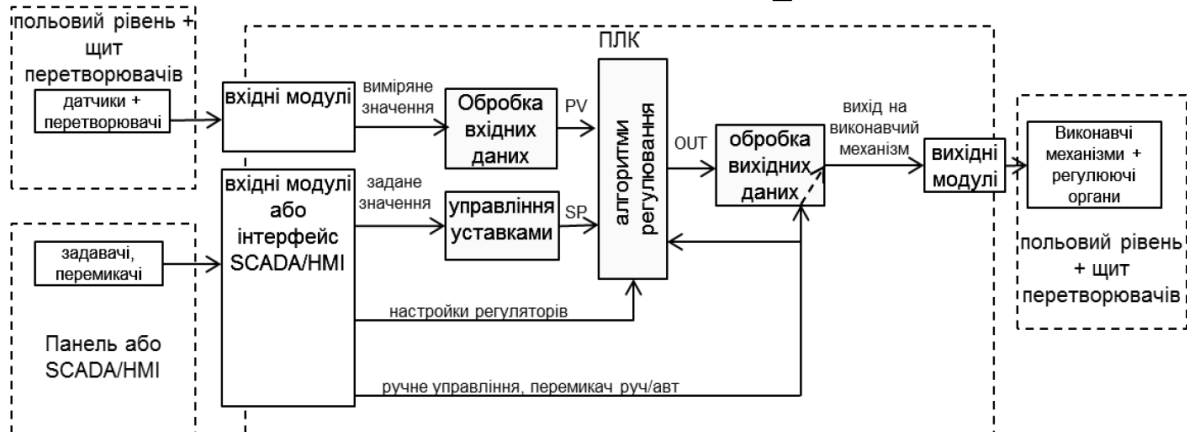 польовий рівень +
щит
перетворювачів
датчики +
перетворювачі
ПЛК
вхідні модулі
виміряне
значення
Обробка
вхідних
даних
PV
алгоритми
регулювання
OUT
обробка
вихідних
даних
вихід на
виконавчий
механізм
вихідні
модулі
Виконавчі
механізми +
регулюючі
органи
польовий рівень
+ щит
перетворювачів
задавачі,
перемикачі
Панель або
SCADA/HMI
вхідні модулі
або
інтерфейс
SCADA/HMI
задане
значення
управління
уставками
SP
настройки регуляторів
ручне управління, перемикач руч/авт